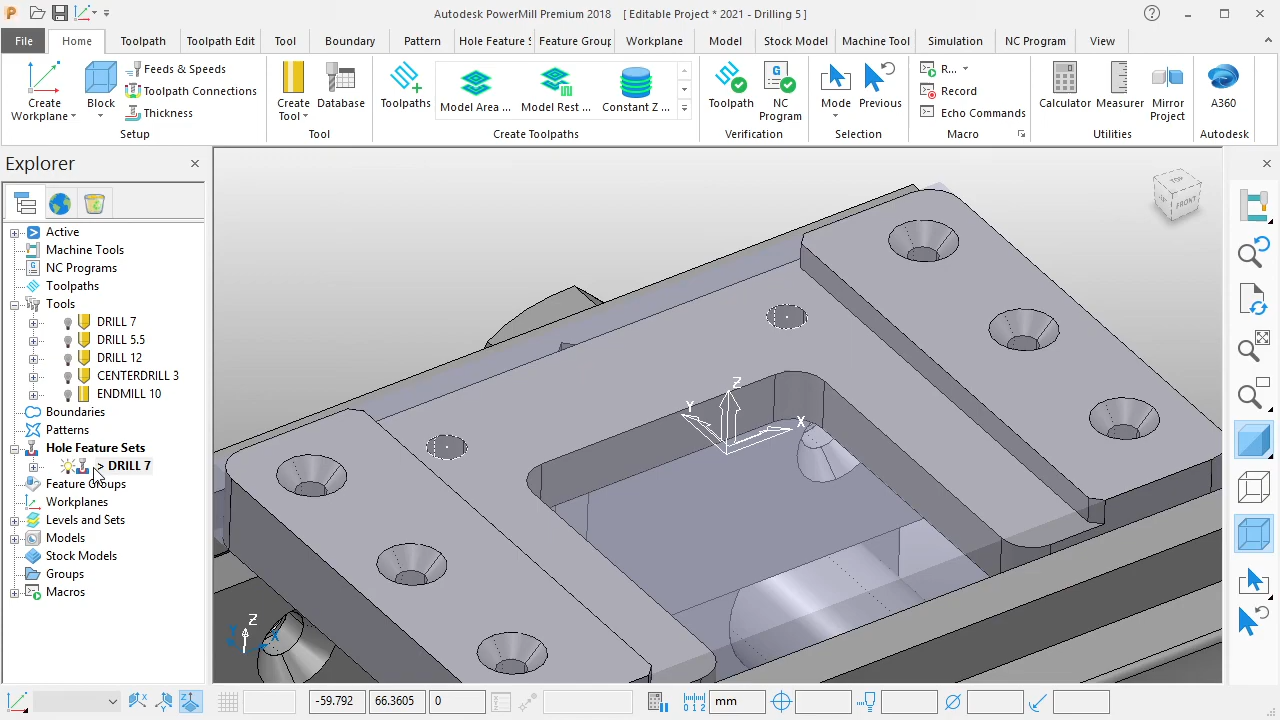 Autodesk PowerMill Premium 2018 [ Editable Project * 2021 - Drilling 5 ]
File Home Toolpath Toolpath Edit Tool Boundary Pattern Hole Feature S Feature Group Workplane Model Stock Model Machine Tool Simulation NC Program View
Create Workplane
Block
Feeds & Speeds
Toolpath Connections
Thickness
Setup
Create Tool
Database
Tool
Toolpaths
Model Area ...
Model Rest ...
Constant Z ...
Create Toolpaths
Toolpath
NC Program
Verification
Mode
Previous
Selection
R...
Record
Echo Commands
Macro
Calculator
Measurer
Mirror Project
Utilities
A360
Autodesk
Explorer
Active
Machine Tools
NC Programs
Toolpaths
Tools
DRILL 7
DRILL 5.5
DRILL 12
CENTERDRILL 3
ENDMILL 10
Boundaries
Patterns
Hole Feature Sets
> DRILL 7
Feature Groups
Workplanes
Levels and Sets
Models
Stock Models
Groups
Macros
TOP
FRONT
Z
Y
X
Z
Y
X
-59.792 66.3605 0 mm